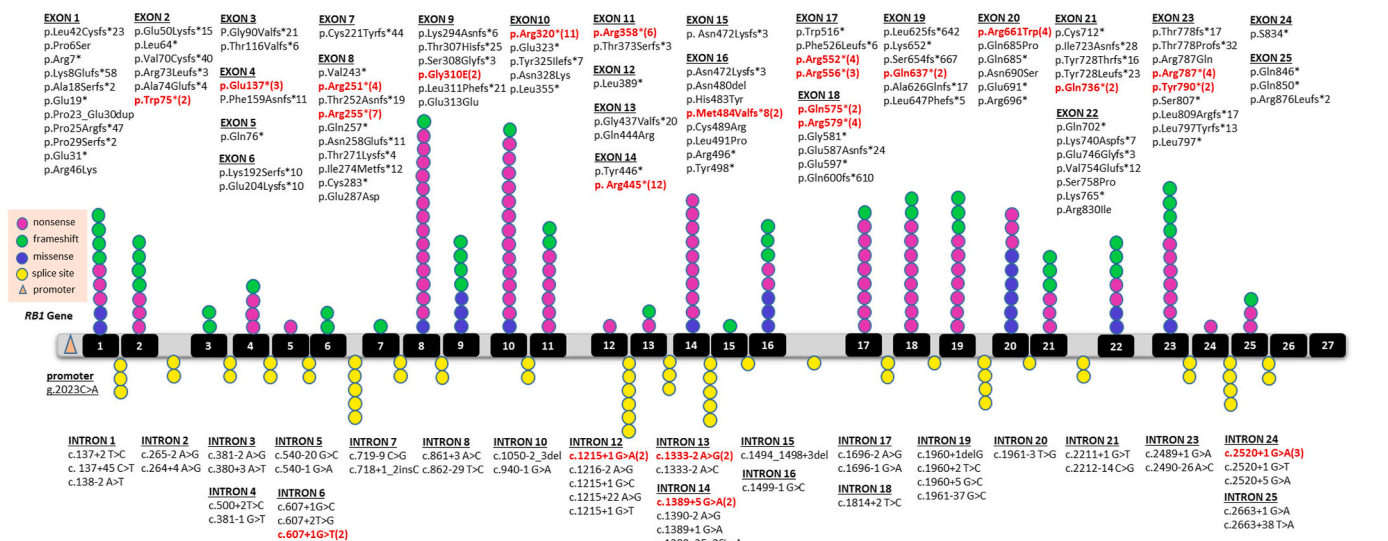 EXON 1
p.Leu42Cysfs*23
p.Pro6Ser
p.Arg7*
p.Lys8Glufs*58
p.Ala18Serfs*2
p.Glu19*
p.Pro23_Glu30dup
p.Pro25Argfs*47
p.Pro29Serfs*2
p.Glu31*
p.Arg46Lys
EXON 2
p.Glu50Lysfs*15
p.Leu64*
p.Val70Cysfs*40
p.Arg73Leufs*3
p.Ala74Glufs*4
p.Trp75*(2)
EXON 3
P.Gly90Valfs*21
p.Thr116Valfs*6
EXON 4
p.Glu137*(3)
P.Phe159Asnfs*11
EXON 5
p.Gln76*
EXON 6
p.Lys192Serfs*10
p.Glu204Lysfs*10
EXON 7
p.Cys221Tyrfs*44
EXON 8
p.Val243*
p.Arg251*(4)
p.Thr252Asnfs*19
p.Arg255*(7)
p.Gln257*
p.Asn258Glufs*11
p.Thr271Lysfs*4
p.Ile274Metfs*12
p.Cys283*
p.Glu287Asp
EXON 9
p.Lys294Asnfs*6
p.Thr307Hisfs*25
p.Ser308Glyfs*3
p.Gly310E(2)
p.Leu311Phefs*21
p.Glu313Glu
EXON10
p.Arg320*(11)
p.Glu323*
p.Tyr325Ilefs*7
p.Asn328Lys
p.Leu355*
EXON 11
p.Arg358*(6)
p.Thr373Serfs*3
EXON 12
p.Leu389*
EXON 13
p.Gly437Valfs*20
p.Gln444Arg
EXON 14
p.Tyr446*
p. Arg445*(12)
EXON 15
p. Asn472Lysfs*3
EXON 16
p.Asn472Lysfs*3
p.Asn480del
p.His483Tyr
p.Met484Valfs*8(2)
p.Cys489Arg
p.Leu491Pro
p.Arg496*
p.Tyr498*
EXON 17
p.Trp516*
p.Phe526Leufs*6
p.Arg552*(4)
p.Arg556*(3)
EXON 18
p.Gln575*(2)
p.Arg579*(4)
p.Gly581*
p.Glu587Asnfs*24
p.Glu597*
p.Gln600fs*610
EXON 19
p.Leu625fs*642
p.Lys652*
p.Ser654fs*667
p.Gln637*(2)
p.Ala626Glnfs*17
p.Leu647Phefs*5
EXON 20
p.Arg661Trp(4)
p.Gln685Pro
p.Gln685*
p.Asn690Ser
p.Glu691*
p.Arg696*
EXON 21
p.Cys712*
p.Ile723Asnfs*28
p.Tyr728Thrfs*16
p.Tyr728Leufs*23
p.Gln736*(2)
EXON 22
p.Gln702*
p.Lys740Aspfs*7
p.Glu746Glyfs*3
p.Val754Glufs*12
p.Ser758Pro
p.Lys765*
p.Arg830Ile
EXON 23
p.Thr778fs*17
p.Thr778Profs*32
p.Arg787Gln
p.Arg787*(4)
p.Tyr790*(2)
p.Ser807*
p.Leu809Argfs*17
p.Leu797Tyrfs*13
p.Leu797*
EXON 24
p.S834*
EXON 25
p.Gln846*
p.Gln850*
p.Arg876Leufs*2
nonsense
frameshift
missense
splice site
promoter
RB1 Gene
1 2 3 4 5 6 7 8 9 10 11 12 13 14 15 16 17 18 19 20 21 22 23 24 25 26 27
promoter
g.2023C>A
INTRON 1
c.137+2 T>C
c. 137+45 C>T
c.138-2 A>T
INTRON 2
c.265-2 A>G
c.264+4 A>G
INTRON 3
c.381-2 A>G
c.380+3 A>T
INTRON 4
c.500+2T>C
c.381-1 G>T
INTRON 5
c.540-20 G>C
c.540-1 G>A
INTRON 6
c.607+1G>C
c.607+2T>G
c.607+1G>T(2)
INTRON 7
c.719-9 C>G
c.718+1_2insC
INTRON 8
c.861+3 A>C
c.862-29 T>C
INTRON 10
c.1050-2_3del
c.940-1 G>A
INTRON 12
c.1215+1 G>A(2)
c.1216-2 A>G
c.1215+1 G>C
c.1215+22 A>G
c.1215+1 G>T
INTRON 13
c.1333-2 A>G(2)
c.1333-2 A>C
INTRON 14
c.1389+5 G>A(2)
c.1390-2 A>G
c.1389+1 G>A
INTRON 15
c.1494_1498+3del
INTRON 16
c.1499-1 G>C
INTRON 17
c.1696-2 A>G
c.1696-1 G>A
INTRON 18
c.1814+2 T>C
INTRON 19
c.1960+1delG
c.1960+2 T>C
c.1960+5 G>C
c.1961-37 G>C
INTRON 20
c.1961-3 T>G
INTRON 21
c.2211+1 G>T
c.2212-14 C>G
INTRON 23
c.2489+1 G>A
c.2490-26 A>C
INTRON 24
c.2520+1 G>A(3)
c.2520+1 G>T
c.2520+5 G>A
INTRON 25
c.2663+1 G>A
c.2663+38 T>A